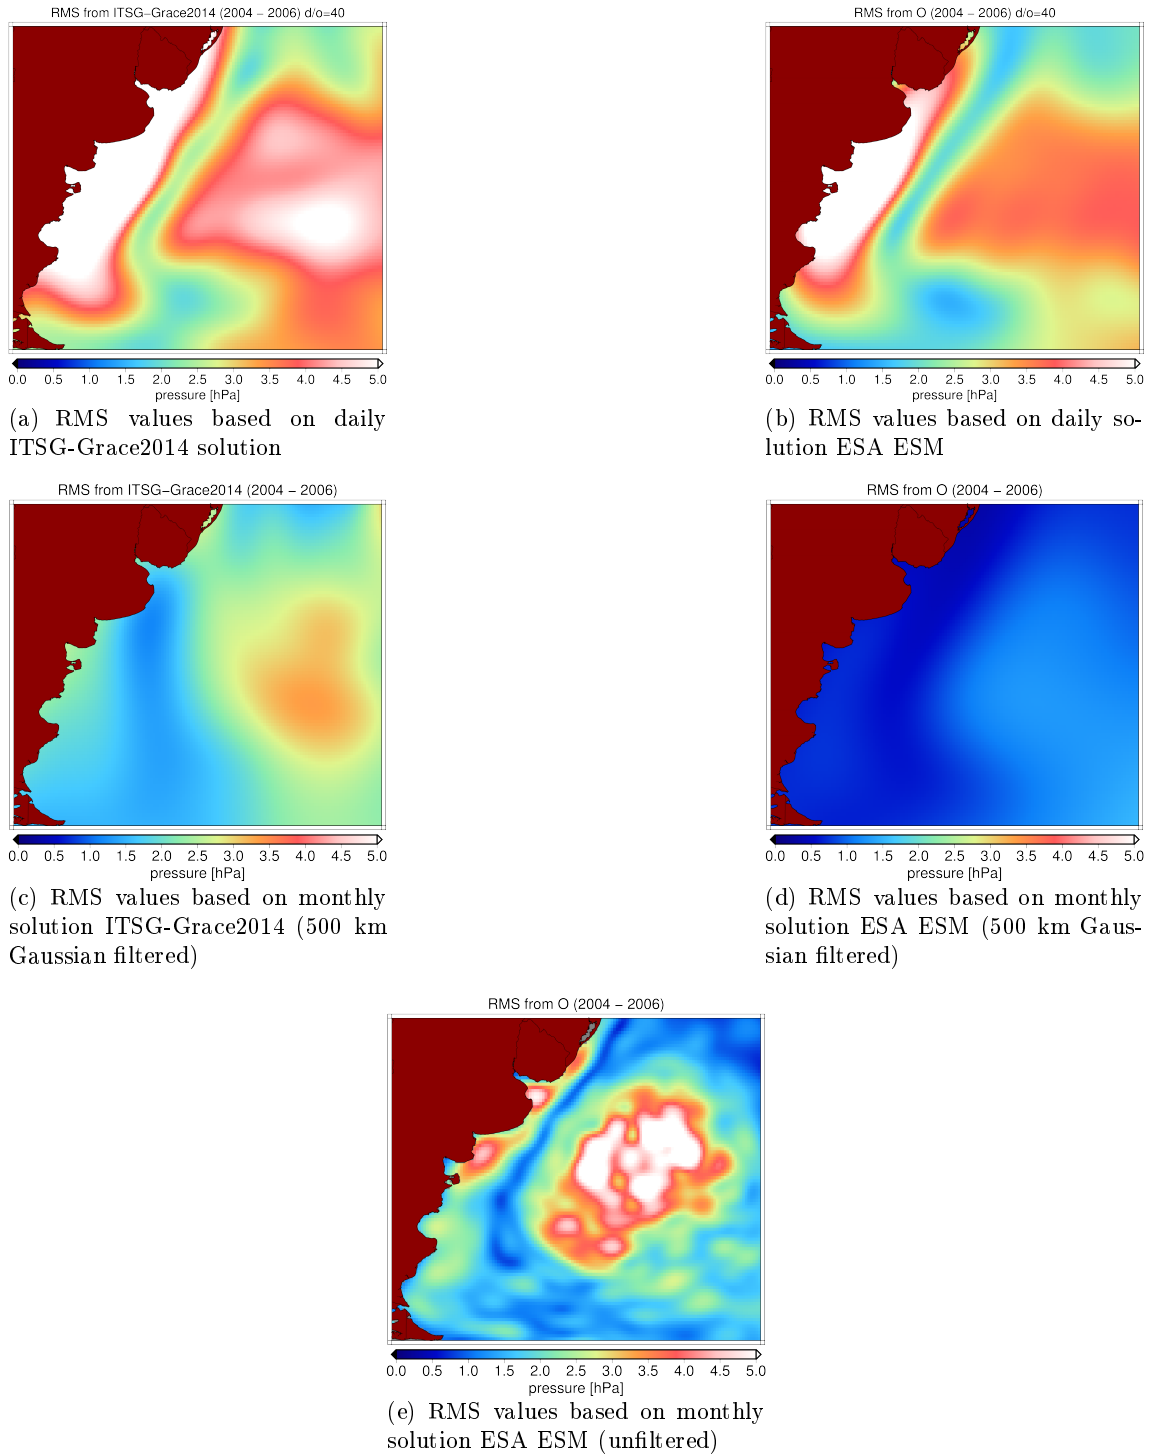 RMS from ITSG−Grace2014 (2004 − 2006) d/o=40
0.0 0.5 1.0 1.5 2.0 2.5 3.0 3.5 4.0 4.5 5.0
pressure [hPa]
(a) RMS values based on daily
ITSG-Grace2014 solution
RMS from O (2004 − 2006) d/o=40
0.0 0.5 1.0 1.5 2.0 2.5 3.0 3.5 4.0 4.5 5.0
pressure [hPa]
(b) RMS values based on daily so-
lution ESA ESM
RMS from ITSG−Grace2014 (2004 − 2006)
0.0 0.5 1.0 1.5 2.0 2.5 3.0 3.5 4.0 4.5 5.0
pressure [hPa]
(c) RMS values based on monthly
solution ITSG-Grace2014 (500 km
Gaussian filtered)
RMS from O (2004 − 2006)
0.0 0.5 1.0 1.5 2.0 2.5 3.0 3.5 4.0 4.5 5.0
pressure [hPa]
(d) RMS values based on monthly
solution ESA ESM (500 km Gaus-
sian filtered)
RMS from O (2004 − 2006)
0.0 0.5 1.0 1.5 2.0 2.5 3.0 3.5 4.0 4.5 5.0
pressure [hPa]
(e) RMS values based on monthly
solution ESA ESM (unfiltered)